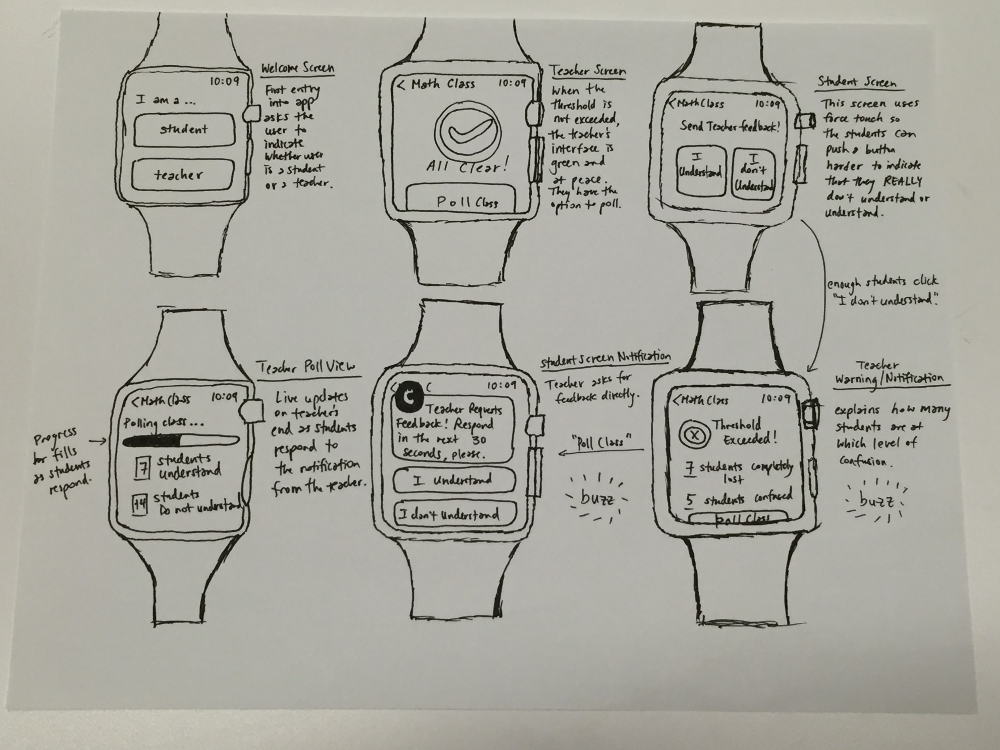 10:09
I am a ...
student
teacher
Welcome Screen
First entry
into app
asks the
user to
indicate
whether user
is a student
or a teacher.
< Math Class 10:09
All Clear!
Poll Class
Teacher Screen
When the
threshold is
not exceeded,
the teacher's
interface is
green and
at peace.
They have the
option to poll.
<Math Class 10:09
Send Teacher feedback!
I
Understand
I
don't
Understand
Student Screen
This screen uses
force touch so
the students can
push a button
harder to indicate
that they REALLY
don't understand or
understand.
enough students click
"I don't understand".
Progress
bar fills
as students
respond.
<Math Class 10:09
Polling class...
7 students
understand
14 students
Do not understand
Teacher Poll View
Live updates
on teacher's
end as students
respond to
the notification
from the teacher.
< C C 10:09
Teacher Requests
Feedback! Respond
in the next 30
seconds, please.
I understand
I don't understand
Student Screen Notification
Teacher asks for
feedback directly.
"Poll Class"
buzz
<Math Class 10:09
X Threshold
Exceeded!
7 students completely
lost
5 students confused
Poll Class
Teacher
Warning/Notification
explains how many
students are at
which level of
confusion.
buzz